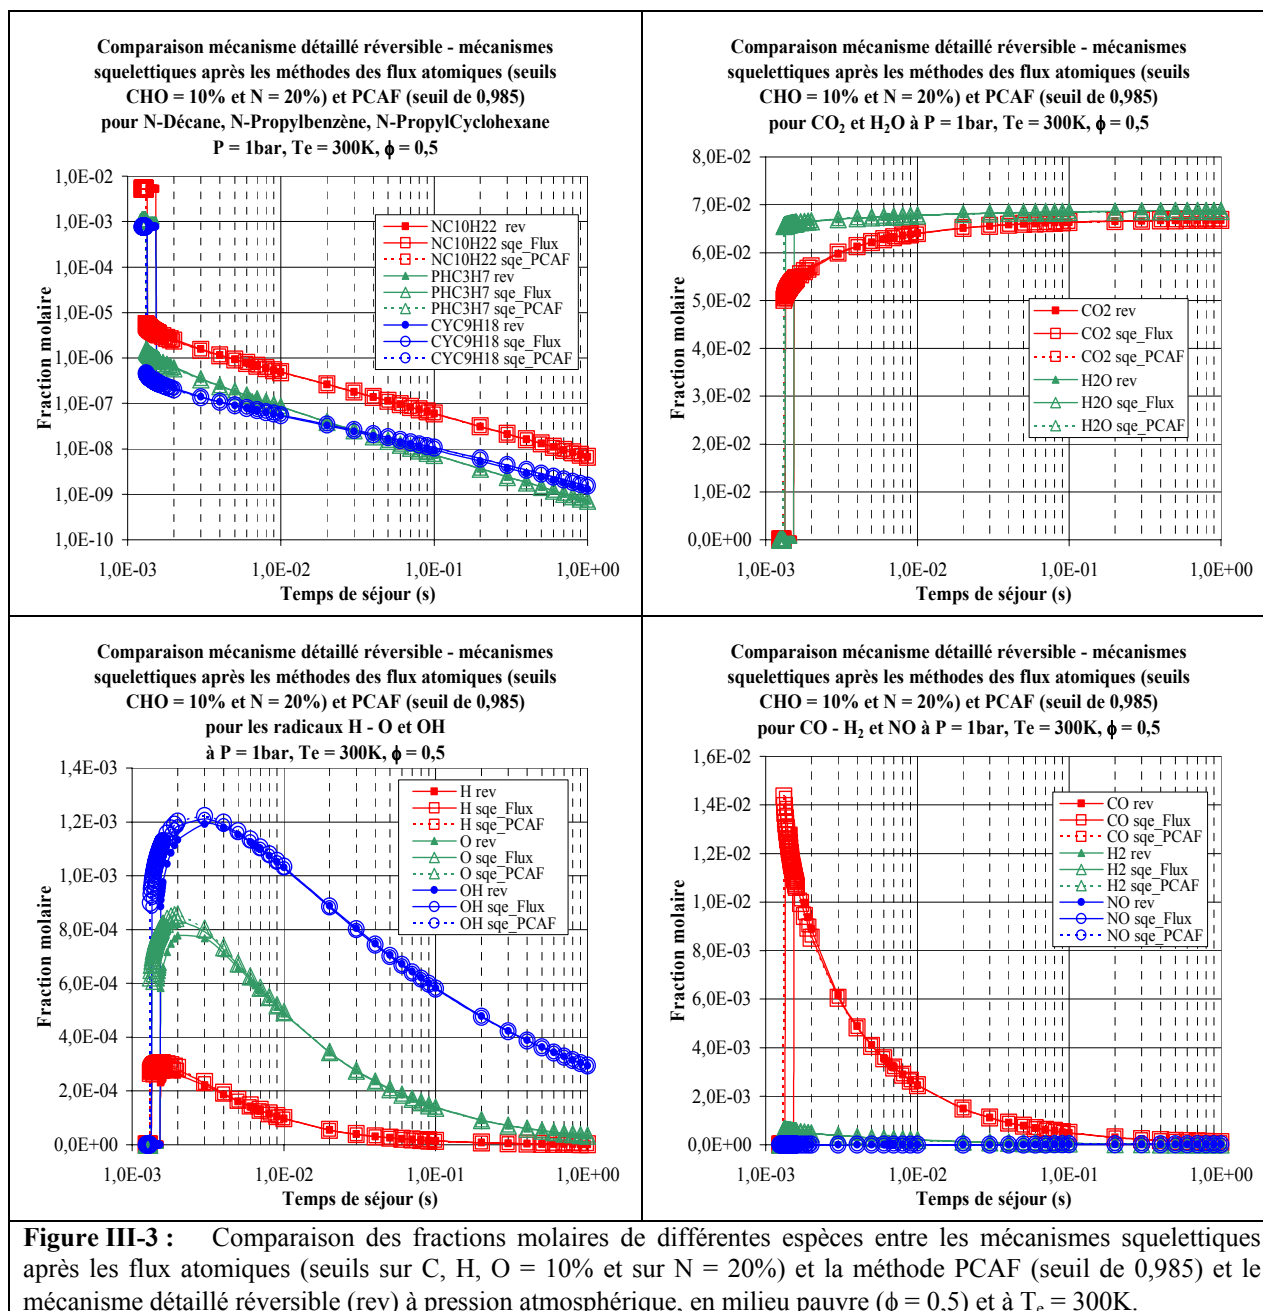 Comparaison mécanisme détaillé réversible - mécanismes
squelettiques après les méthodes des flux atomiques (seuils
CHO = 10% et N = 20%) et PCAF (seuil de 0,985)
pour N-Décane, N-Propylbenzène, N-PropylCyclohexane
P = 1bar, Te = 300K, ϕ = 0,5
1,0E-02
1,0E-03
1,0E-04
1,0E-05
1,0E-06
1,0E-07
1,0E-08
1,0E-09
1,0E-10
Fraction molaire
NC10H22 rev
NC10H22 sqe_Flux
NC10H22 sqe_PCAF
PHC3H7 rev
PHC3H7 sqe_Flux
PHC3H7 sqe_PCAF
CYC9H18 rev
CYC9H18 sqe_Flux
CYC9H18 sqe_PCAF
1,0E-03 1,0E-02 1,0E-01 1,0E+00
Temps de séjour (s)
Comparaison mécanisme détaillé réversible - mécanismes
squelettiques après les méthodes des flux atomiques (seuils
CHO = 10% et N = 20%) et PCAF (seuil de 0,985)
pour CO₂ et H₂O à P = 1bar, Te = 300K, ϕ = 0,5
8,0E-02
7,0E-02
6,0E-02
5,0E-02
4,0E-02
3,0E-02
2,0E-02
1,0E-02
0,0E+00
Fraction molaire
CO2 rev
CO2 sqe_Flux
CO2 sqe_PCAF
H2O rev
H2O sqe_Flux
H2O sqe_PCAF
1,0E-03 1,0E-02 1,0E-01 1,0E+00
Temps de séjour (s)
Comparaison mécanisme détaillé réversible - mécanismes
squelettiques après les méthodes des flux atomiques (seuils
CHO = 10% et N = 20%) et PCAF (seuil de 0,985)
pour les radicaux H - O et OH
à P = 1bar, Te = 300K, ϕ = 0,5
1,4E-03
1,2E-03
1,0E-03
8,0E-04
6,0E-04
4,0E-04
2,0E-04
0,0E+00
Fraction molaire
H rev
H sqe_Flux
H sqe_PCAF
O rev
O sqe_Flux
O sqe_PCAF
OH rev
OH sqe_Flux
OH sqe_PCAF
1,0E-03 1,0E-02 1,0E-01 1,0E+00
Temps de séjour (s)
Comparaison mécanisme détaillé réversible - mécanismes
squelettiques après les méthodes des flux atomiques (seuils
CHO = 10% et N = 20%) et PCAF (seuil de 0,985)
pour CO - H₂ et NO à P = 1bar, Te = 300K, ϕ = 0,5
1,6E-02
1,4E-02
1,2E-02
1,0E-02
8,0E-03
6,0E-03
4,0E-03
2,0E-03
0,0E+00
Fraction molaire
CO rev
CO sqe_Flux
CO sqe_PCAF
H2 rev
H2 sqe_Flux
H2 sqe_PCAF
NO rev
NO sqe_Flux
NO sqe_PCAF
1,0E-03 1,0E-02 1,0E-01 1,0E+00
Temps de séjour (s)
Figure III-3 : Comparaison des fractions molaires de différentes espèces entre les mécanismes squelettiques
après les flux atomiques (seuils sur C, H, O = 10% et sur N = 20%) et la méthode PCAF (seuil de 0,985) et le
mécanisme détaillé réversible (rev) à pression atmosphérique, en milieu pauvre (ϕ = 0,5) et à Tₑ = 300K.